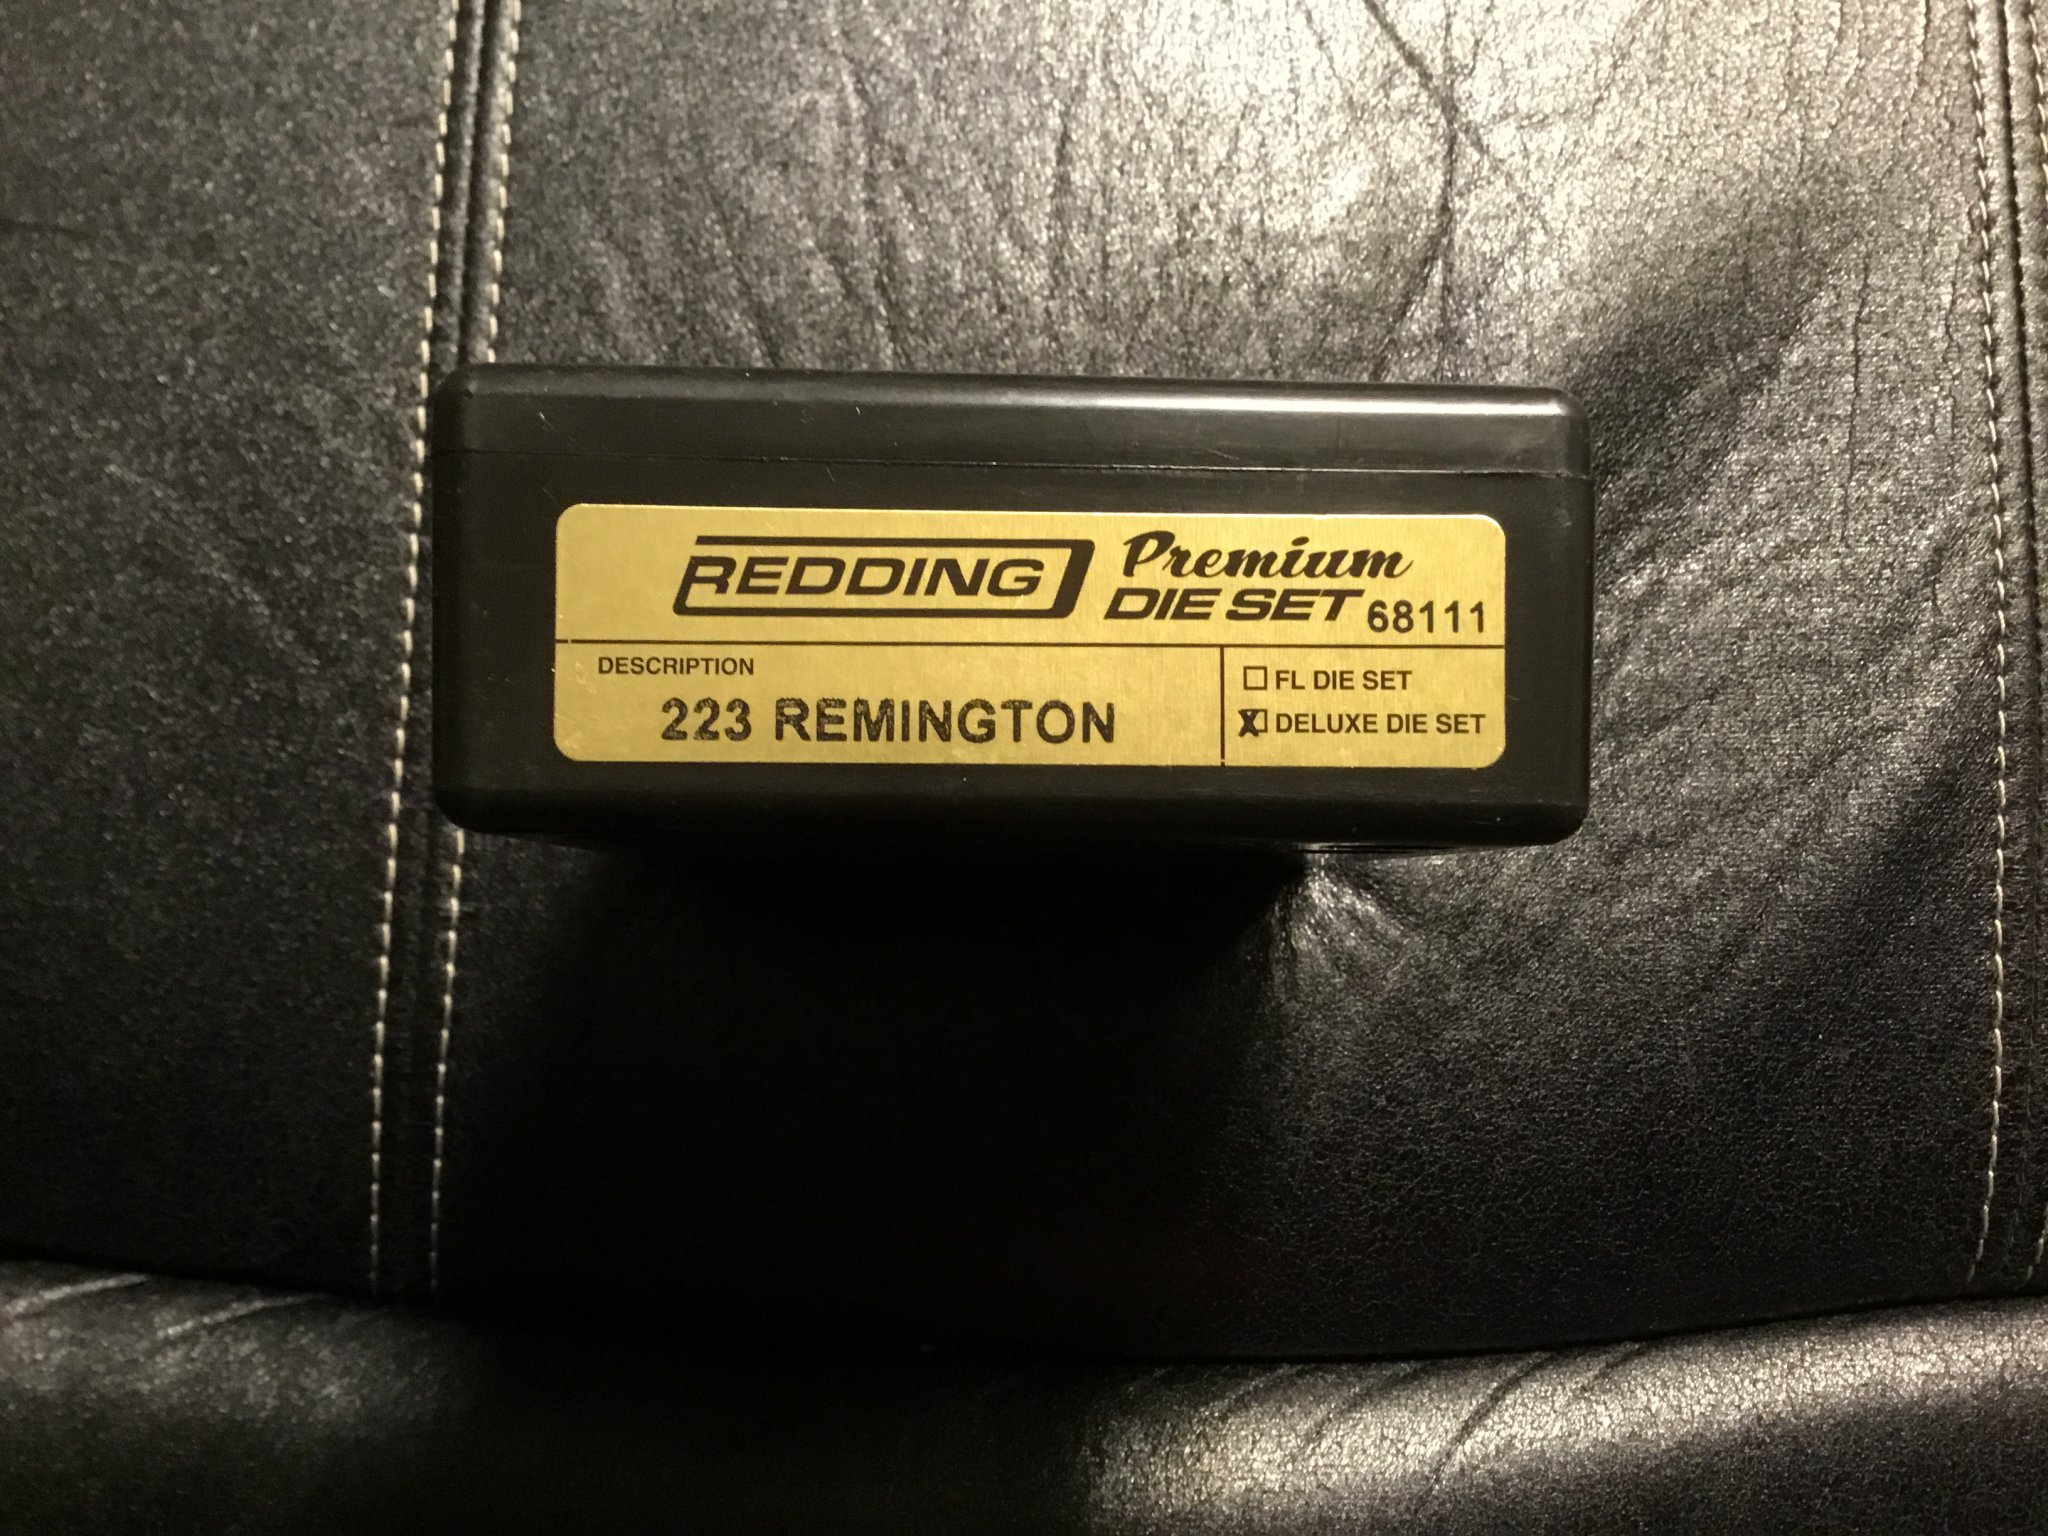 REDDING Premium
DIE SET 68111
DESCRIPTION
223 REMINGTON
FL DIE SET
X DELUXE DIE SET